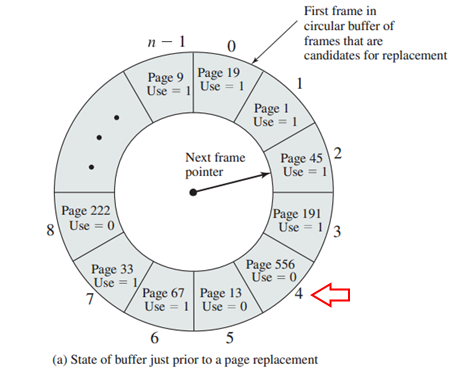 First frame in
circular buffer of
frames that are
candidates for replacement
n − 1
0
Page 9
Use = 1
Page 19
Use = 1
1
Page 1
Use = 1
Next frame
pointer
Page 45
Use = 1
2
Page 222
Use = 0
8
Page 191
Use = 1
3
Page 33
Use = 1
7
Page 556
Use = 0
4
Page 67
Use = 1
Page 13
Use = 0
6
5
(a) State of buffer just prior to a page replacement